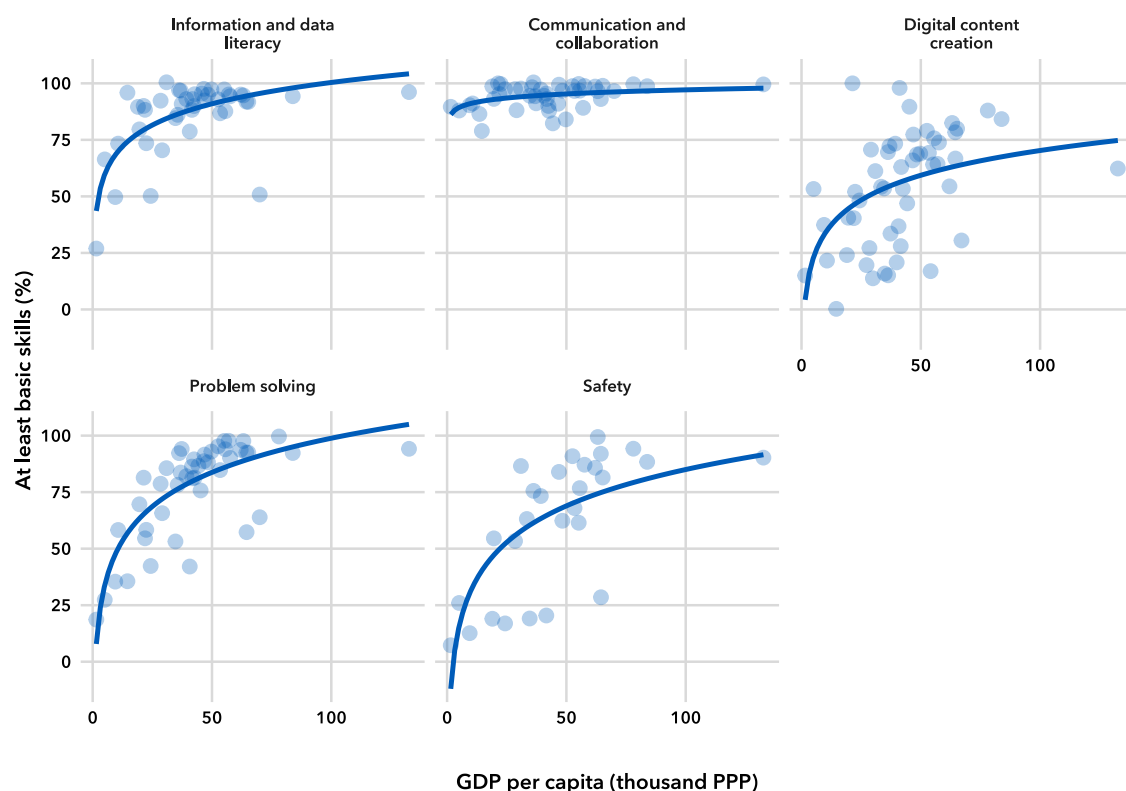 Information and data
literacy
Communication and
collaboration
Digital content
creation
100
75
50
25
0
0
50
100
At least basic skills (%)
Problem solving
Safety
100
75
50
25
0
0
50
100
0
50
100
GDP per capita (thousand PPP)